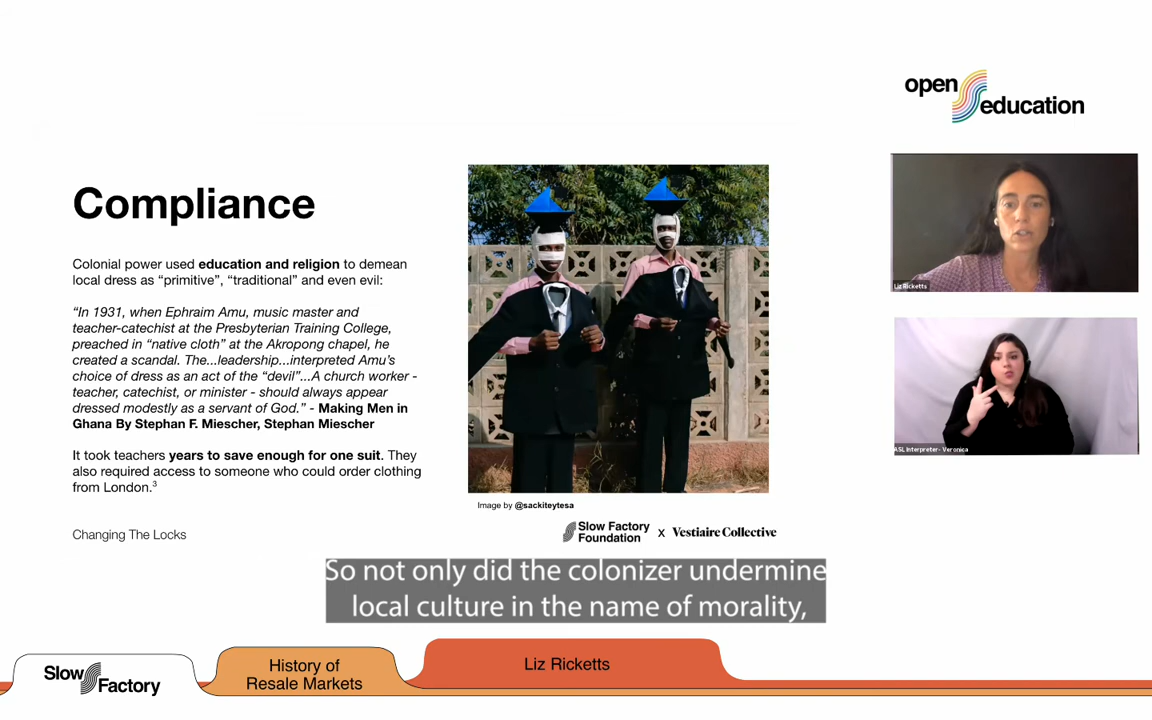 open
education
Compliance
Colonial power used education and religion to demean
local dress as “primitive”, “traditional” and even evil:
“In 1931, when Ephraim Amu, music master and
teacher-catechist at the Presbyterian Training College,
preached in “native cloth” at the Akropong chapel, he
created a scandal. The...leadership...interpreted Amu’s
choice of dress as an act of the “devil”...A church worker -
teacher, catechist, or minister - should always appear
dressed modestly as a servant of God.” - Making Men in
Ghana By Stephan F. Miescher, Stephan Miescher
It took teachers years to save enough for one suit. They
also required access to someone who could order clothing
from London.3
Changing The Locks
Image by @sackiteytesa
Slow Factory
Foundation
x Vestiaire Collective
Liz Ricketts
ASL Interpreter- Veronica
So not only did the colonizer undermine
local culture in the name of morality,
Slow
Factory
History of
Resale Markets
Liz Ricketts